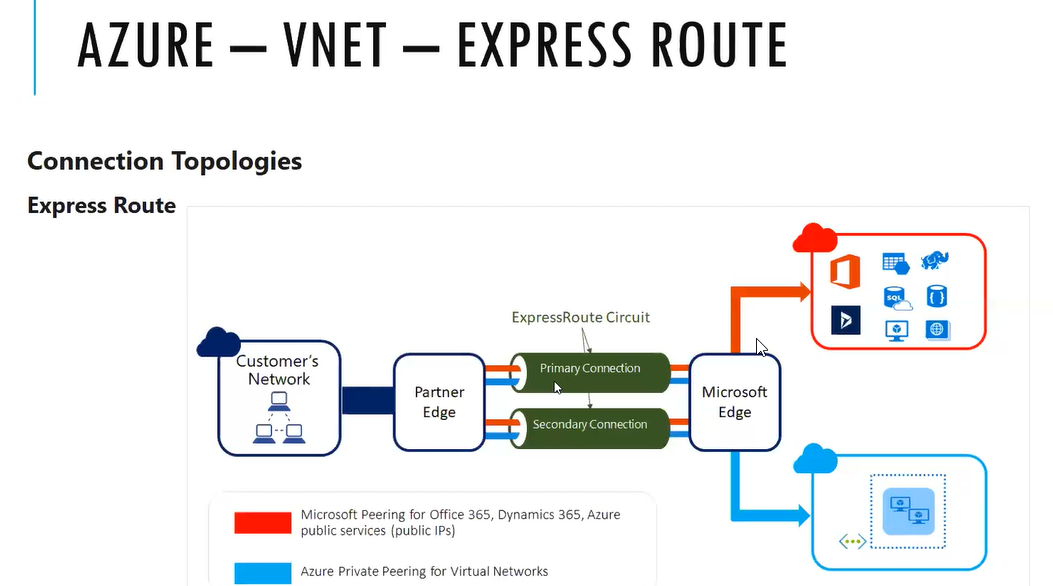 AZURE – VNET – EXPRESS ROUTE
Connection Topologies
Express Route
ExpressRoute Circuit
Customer's
Network
Partner
Edge
Primary Connection
Secondary Connection
Microsoft
Edge
SQL
Microsoft Peering for Office 365, Dynamics 365, Azure
public services (public IPs)
Azure Private Peering for Virtual Networks